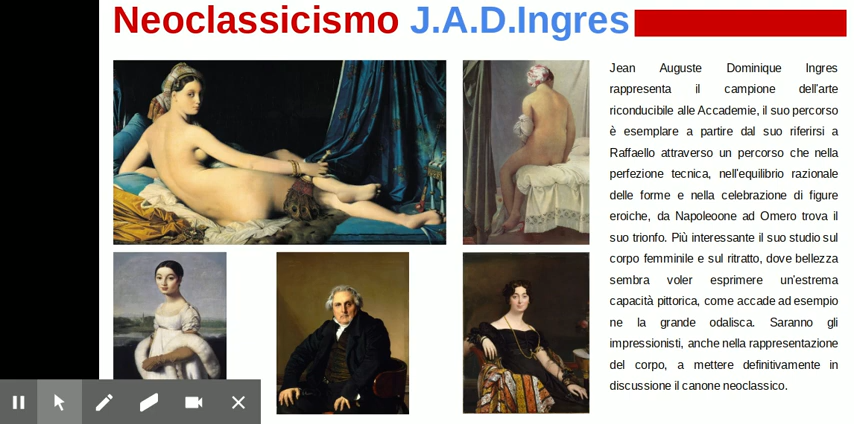 Neoclassicismo J.A.D.Ingres
Jean Auguste Dominique Ingres
rappresenta il campione dell'arte
riconducibile alle Accademie, il suo percorso
è esemplare a partire dal suo riferirsi a
Raffaello attraverso un percorso che nella
perfezione tecnica, nell'equilibrio razionale
delle forme e nella celebrazione di figure
eroiche, da Napoleoone ad Omero trova il
suo trionfo. Più interessante il suo studio sul
corpo femminile e sul ritratto, dove bellezza
sembra voler esprimere un'estrema
capacità pittorica, come accade ad esempio
ne la grande odalisca. Saranno gli
impressionisti, anche nella rappresentazione
del corpo, a mettere definitivamente in
discussione il canone neoclassico.